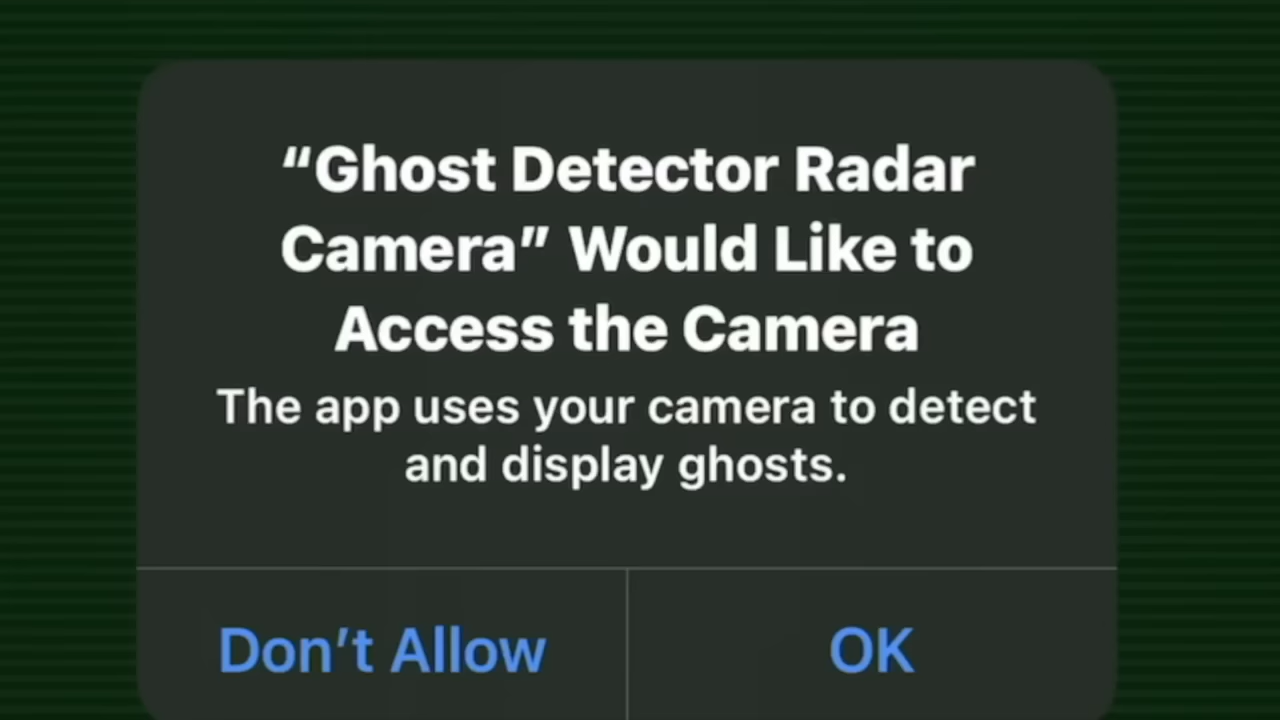 “Ghost Detector Radar
Camera” Would Like to
Access the Camera
The app uses your camera to detect
and display ghosts.
Don’t Allow
OK